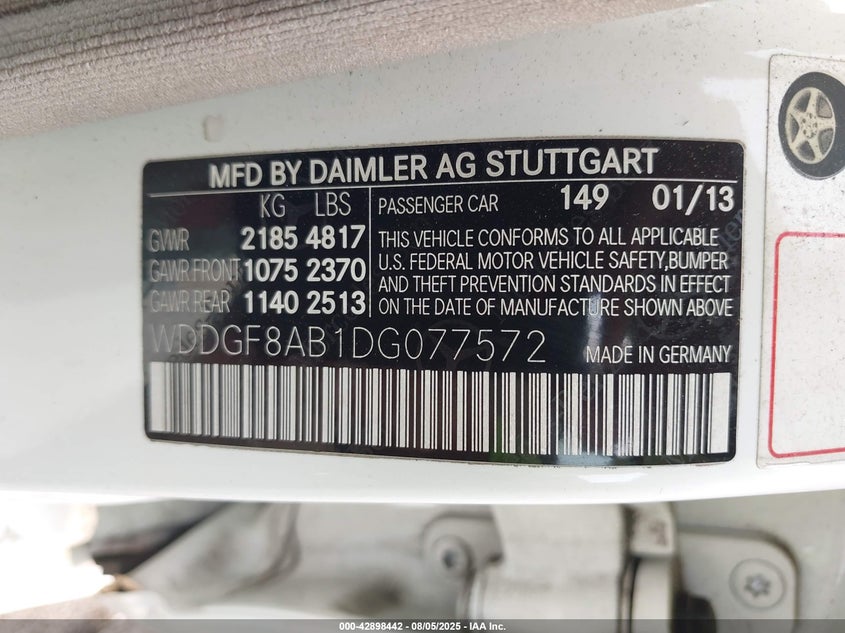 MFD BY DAIMLER AG STUTTGART
KG LBS
GVWR 2185 4817
GAWR FRONT 1075 2370
GAWR REAR 1140 2513
PASSENGER CAR 149 01/13
THIS VEHICLE CONFORMS TO ALL APPLICABLE
U.S. FEDERAL MOTOR VEHICLE SAFETY,BUMPER
AND THEFT PREVENTION STANDARDS IN EFFECT
ON THE DATE OF MANUFACTURE SHOWN ABOVE
WDDGF8AB1DG077572 MADE IN GERMANY
000-42898442 - 08/05/2025 - IAA Inc.